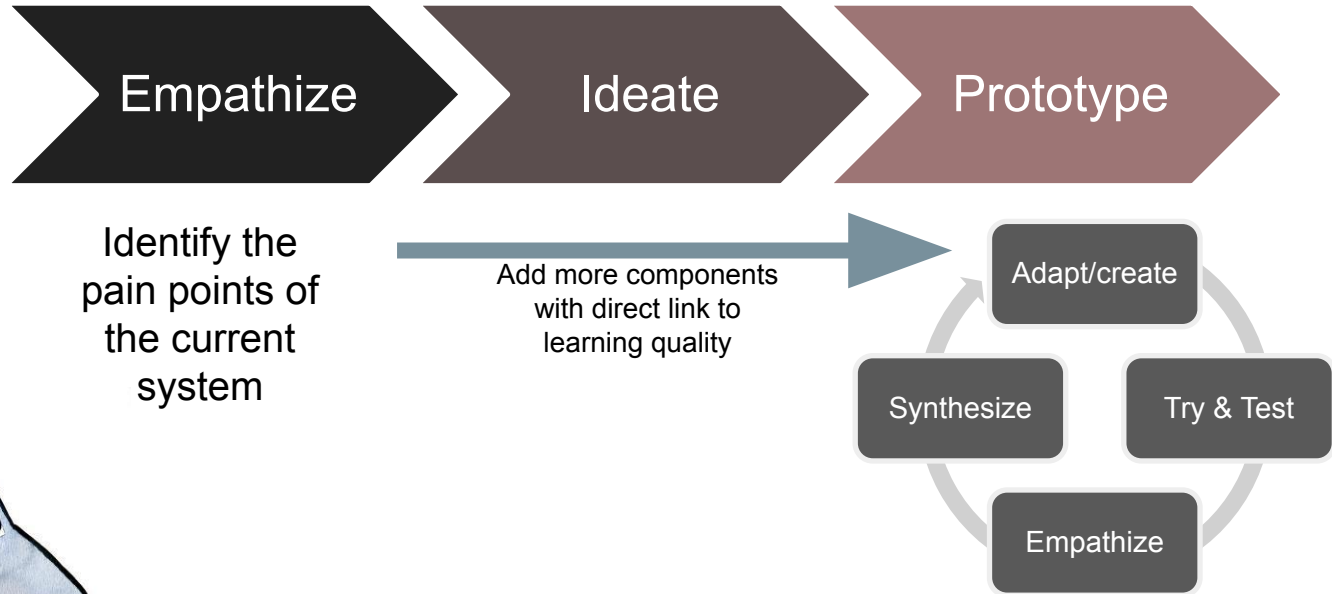 Empathize
Ideate
Prototype
Identify the
pain points of
the current
system
Add more components
with direct link to
learning quality
Adapt/create
Synthesize
Try & Test
Empathize